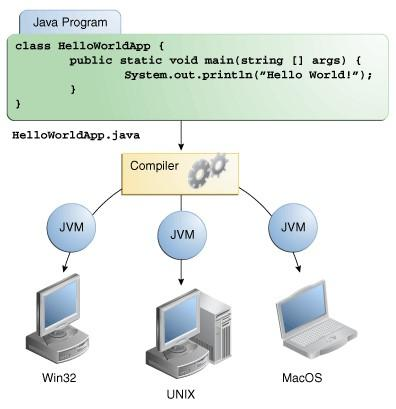 Java Program
class HelloWorldApp {
public static void main(string [] args) {
System.out.println(”Hello World!”);
}
}
HelloWorldApp.java
Compiler
JVM
JVM
JVM
Win32
UNIX
MacOS